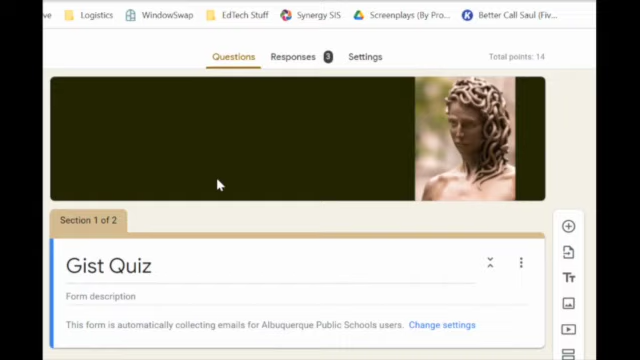 ve Logistics WindowSwap EdTech Stuff Synergy SIS Screenplays (By Pro... Better Call Saul (Fiv...
Questions Responses 3 Settings Total points: 14
Section 1 of 2
Gist Quiz
Form description
This form is automatically collecting emails for Albuquerque Public Schools users. Change settings
Tт